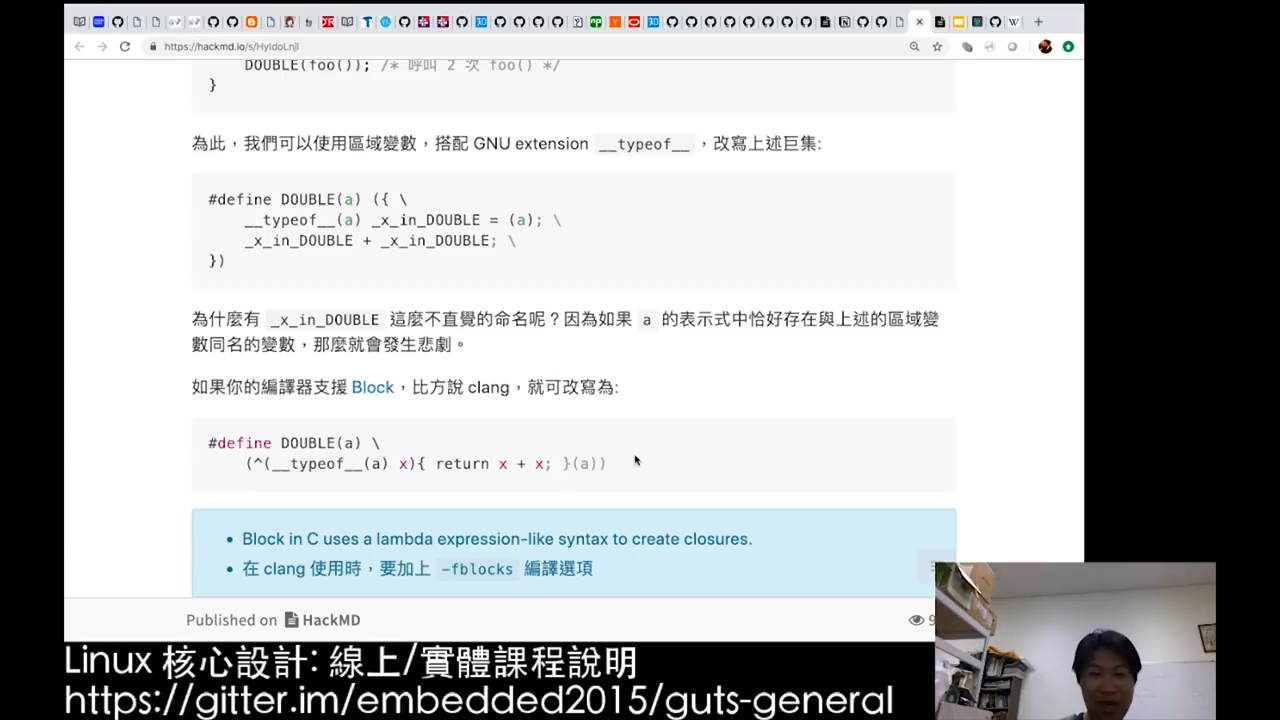 https://hackmd.io/s/HyIdoLnjl
DOUBLE(foo()); /* 呼叫 2 次 foo() */
}
為此，我們可以使用區域變數，搭配 GNU extension __typeof__ ，改寫上述巨集:
#define DOUBLE(a) ({ \
__typeof__(a) _x_in_DOUBLE = (a); \
_x_in_DOUBLE + _x_in_DOUBLE; \
})
為什麼有 _x_in_DOUBLE 這麼不直覺的命名呢？因為如果 a 的表示式中恰好存在與上述的區域變
數同名的變數，那麼就會發生悲劇。
如果你的編譯器支援 Block，比方說 clang，就可改寫為:
#define DOUBLE(a) \
(^(__typeof__(a) x){ return x + x; }(a))
• Block in C uses a lambda expression-like syntax to create closures.
• 在 clang 使用時，要加上 -fblocks 編譯選項
Published on HackMD
Linux 核心設計: 線上/實體課程說明
https://gitter.im/embedded2015/guts-general